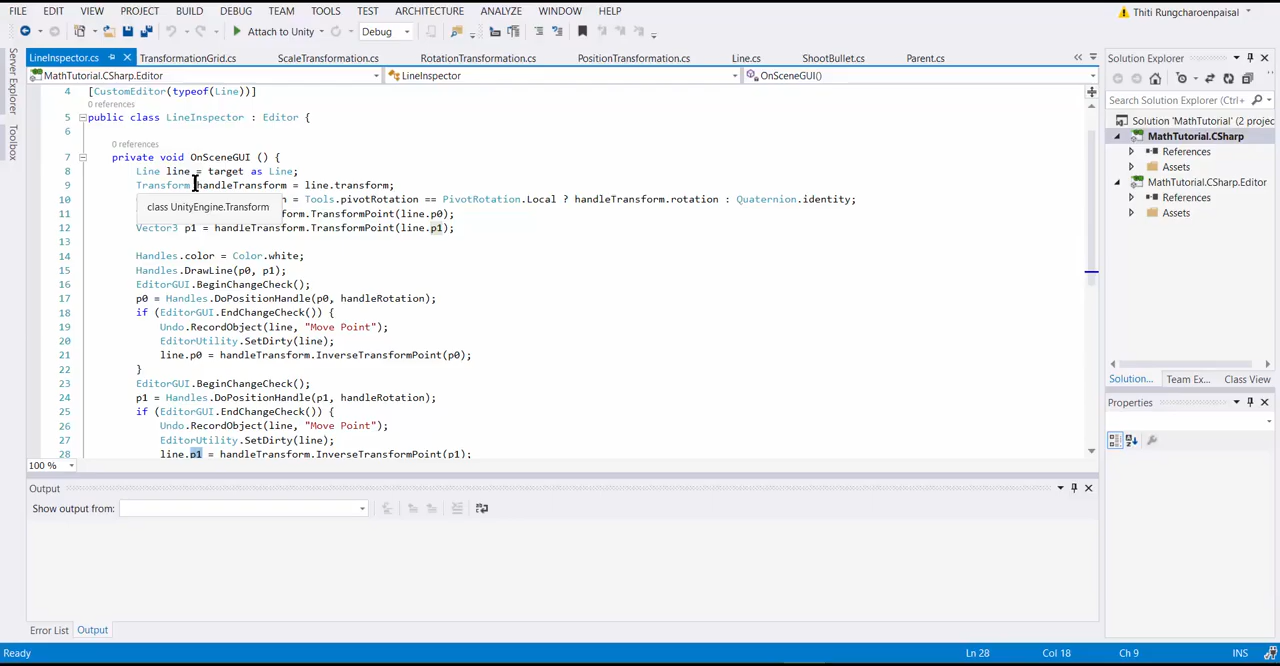 FILE EDIT VIEW PROJECT BUILD DEBUG TEAM TOOLS TEST ARCHITECTURE ANALYZE WINDOW HELP
Thiti Rungcharoenpaisal
Attach to Unity Debug
Server Explorer
Toolbox
LineInspector.cs TransformationGrid.cs ScaleTransformation.cs RotationTransformation.cs PositionTransformation.cs Line.cs ShootBullet.cs Parent.cs
MathTutorial.CSharp.Editor LineInspector OnSceneGUI()
4 [CustomEditor(typeof(Line))]
0 references
5 public class LineInspector : Editor {
6
0 references
7 private void OnSceneGUI () {
8 Line line = target as Line;
9 Transform handleTransform = line.transform;
10 = Tools.pivotRotation == PivotRotation.Local ? handleTransform.rotation : Quaternion.identity;
class UnityEngine.Transform
11 handleTransform.TransformPoint(line.p0);
12 Vector3 p1 = handleTransform.TransformPoint(line.p1);
13
14 Handles.color = Color.white;
15 Handles.DrawLine(p0, p1);
16 EditorGUI.BeginChangeCheck();
17 p0 = Handles.DoPositionHandle(p0, handleRotation);
18 if (EditorGUI.EndChangeCheck()) {
19 Undo.RecordObject(line, "Move Point");
20 EditorUtility.SetDirty(line);
21 line.p0 = handleTransform.InverseTransformPoint(p0);
22 }
23 EditorGUI.BeginChangeCheck();
24 p1 = Handles.DoPositionHandle(p1, handleRotation);
25 if (EditorGUI.EndChangeCheck()) {
26 Undo.RecordObject(line, "Move Point");
27 EditorUtility.SetDirty(line);
28 line.p1 = handleTransform.InverseTransformPoint(p1);
100 %
Output
Show output from:
Error List Output
Solution Explorer
Search Solution Explorer (Ctrl+
Solution 'MathTutorial' (2 projec
MathTutorial.CSharp
References
Assets
MathTutorial.CSharp.Editor
References
Assets
Solution... Team Ex... Class View
Properties
Ready Ln 28 Col 18 Ch 9 INS